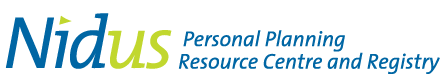 Nidus Personal Planning
Resource Centre and Registry